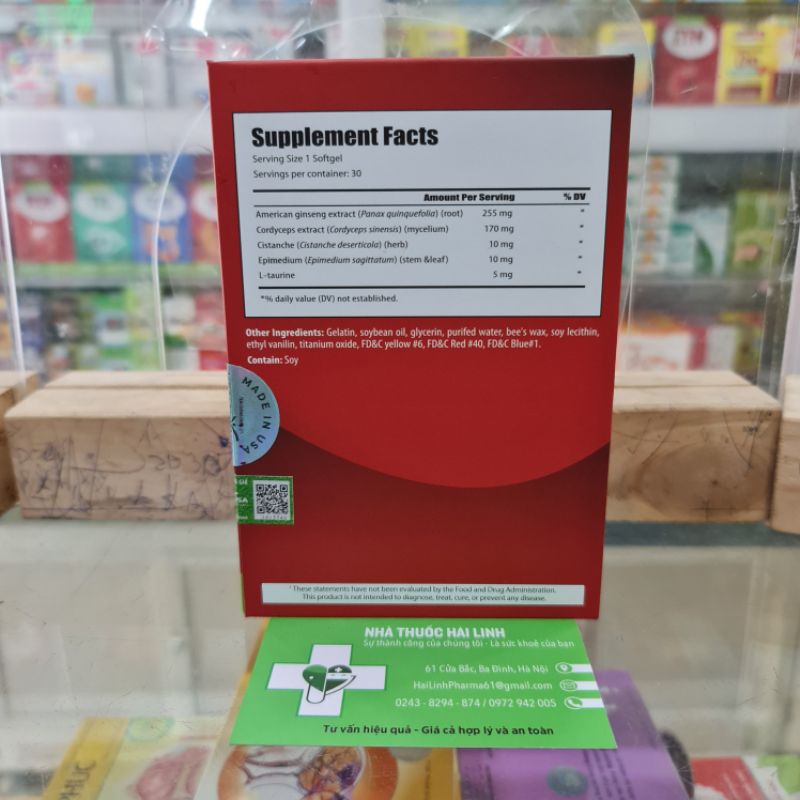 Supplement Facts
Serving Size 1 Softgel
Servings per container: 30
Amount Per Serving % DV
American ginseng extract (Panax quinquefolia) (root) 255 mg *
Cordyceps extract (Cordyceps sinensis) (mycelium) 170 mg *
Cistanche (Cistanche deserticola) (herb) 10 mg *
Epimedium (Epimedium sagittatum) (stem &leaf) 10 mg *
L-taurine 5 mg *
*% daily value (DV) not established.
Other Ingredients: Gelatin, soybean oil, glycerin, purifed water, bee's wax, soy lecithin,
ethyl vanilin, titanium oxide, FD&C yellow #6, FD&C Red #40, FD&C Blue#1.
Contain: Soy
MADE IN USA
* These statements have not been evaluated by the Food and Drug Administration.
This product is not intended to diagnose, treat, cure, or prevent any disease.
NHÀ THUỐC HẢI LINH
Sự thành công của chúng tôi - Là sức khoẻ của bạn
61 Cửa Bắc, Ba Đình, Hà Nội
HaiLinhPharma61@gmail.com
0243 - 8294 - 874 / 0972 942 005
Tư vấn hiệu quả - Giá cả hợp lý và an toàn